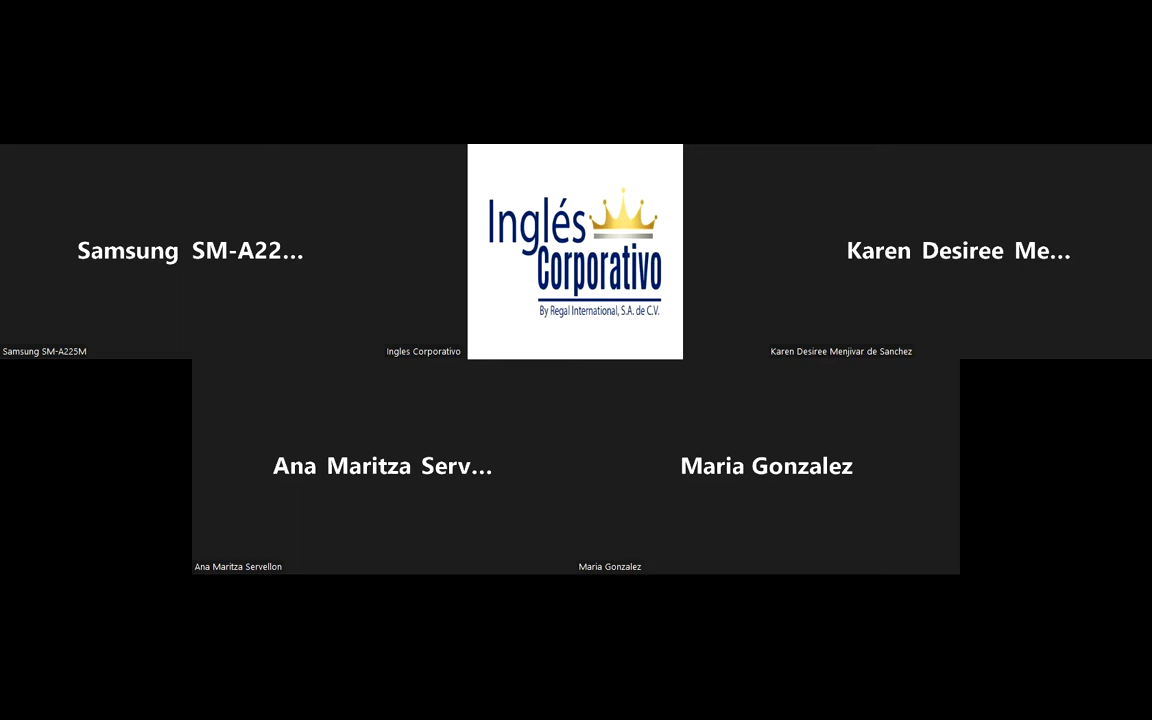 Samsung SM-A22...
Samsung SM-A225M
Inglés
Corporativo
By Regal International, S.A. de C.V.
Ingles Corporativo
Karen Desiree Me...
Karen Desiree Menjivar de Sanchez
Ana Maritza Serv...
Ana Maritza Servellon
Maria Gonzalez
Maria Gonzalez